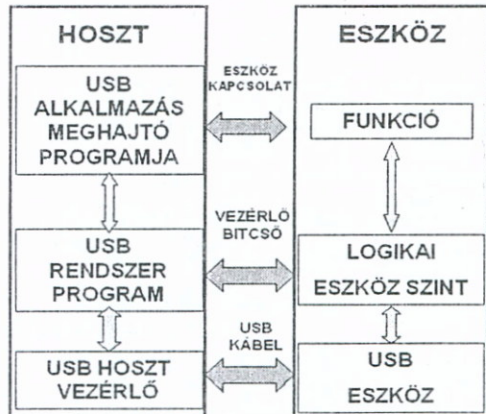 HOSZT
USB
ALKALMAZÁS
MEGHAJTÓ
PROGRAMJA
USB
RENDSZER
PROGRAM
USB HOSZT
VEZÉRLŐ
ESZKÖZ
KAPCSOLAT
VEZÉRLŐ
BITCSŐ
USB
KÁBEL
ESZKÖZ
FUNKCIÓ
LOGIKAI
ESZKÖZ SZINT
USB
ESZKÖZ